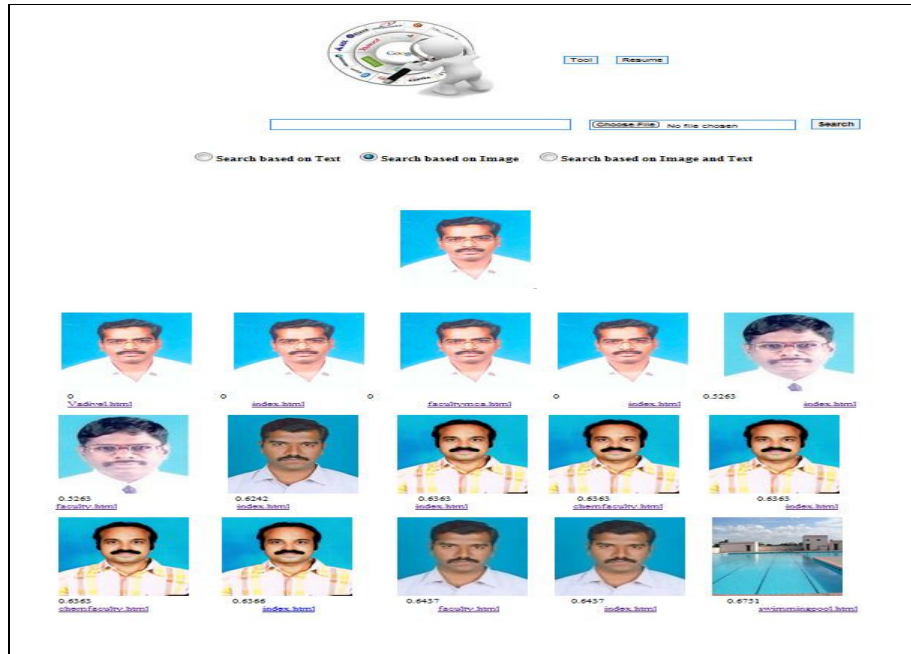 Google
Tool Resume
Choose File No file chosen Search
Search based on Text Search based on Image Search based on Image and Text
0 0 0 0 0.5263
Vadivel.html index.html facultymca.html index.html index.html
0.5263 0.6242 0.6363 0.6363 0.6363
faculty.html index.html index.html chemfaculty.html index.html
0.6363 0.6366 0.6437 0.6437 0.6751
chemfaculty.html index.html faculty.html index.html swimmingpool.html